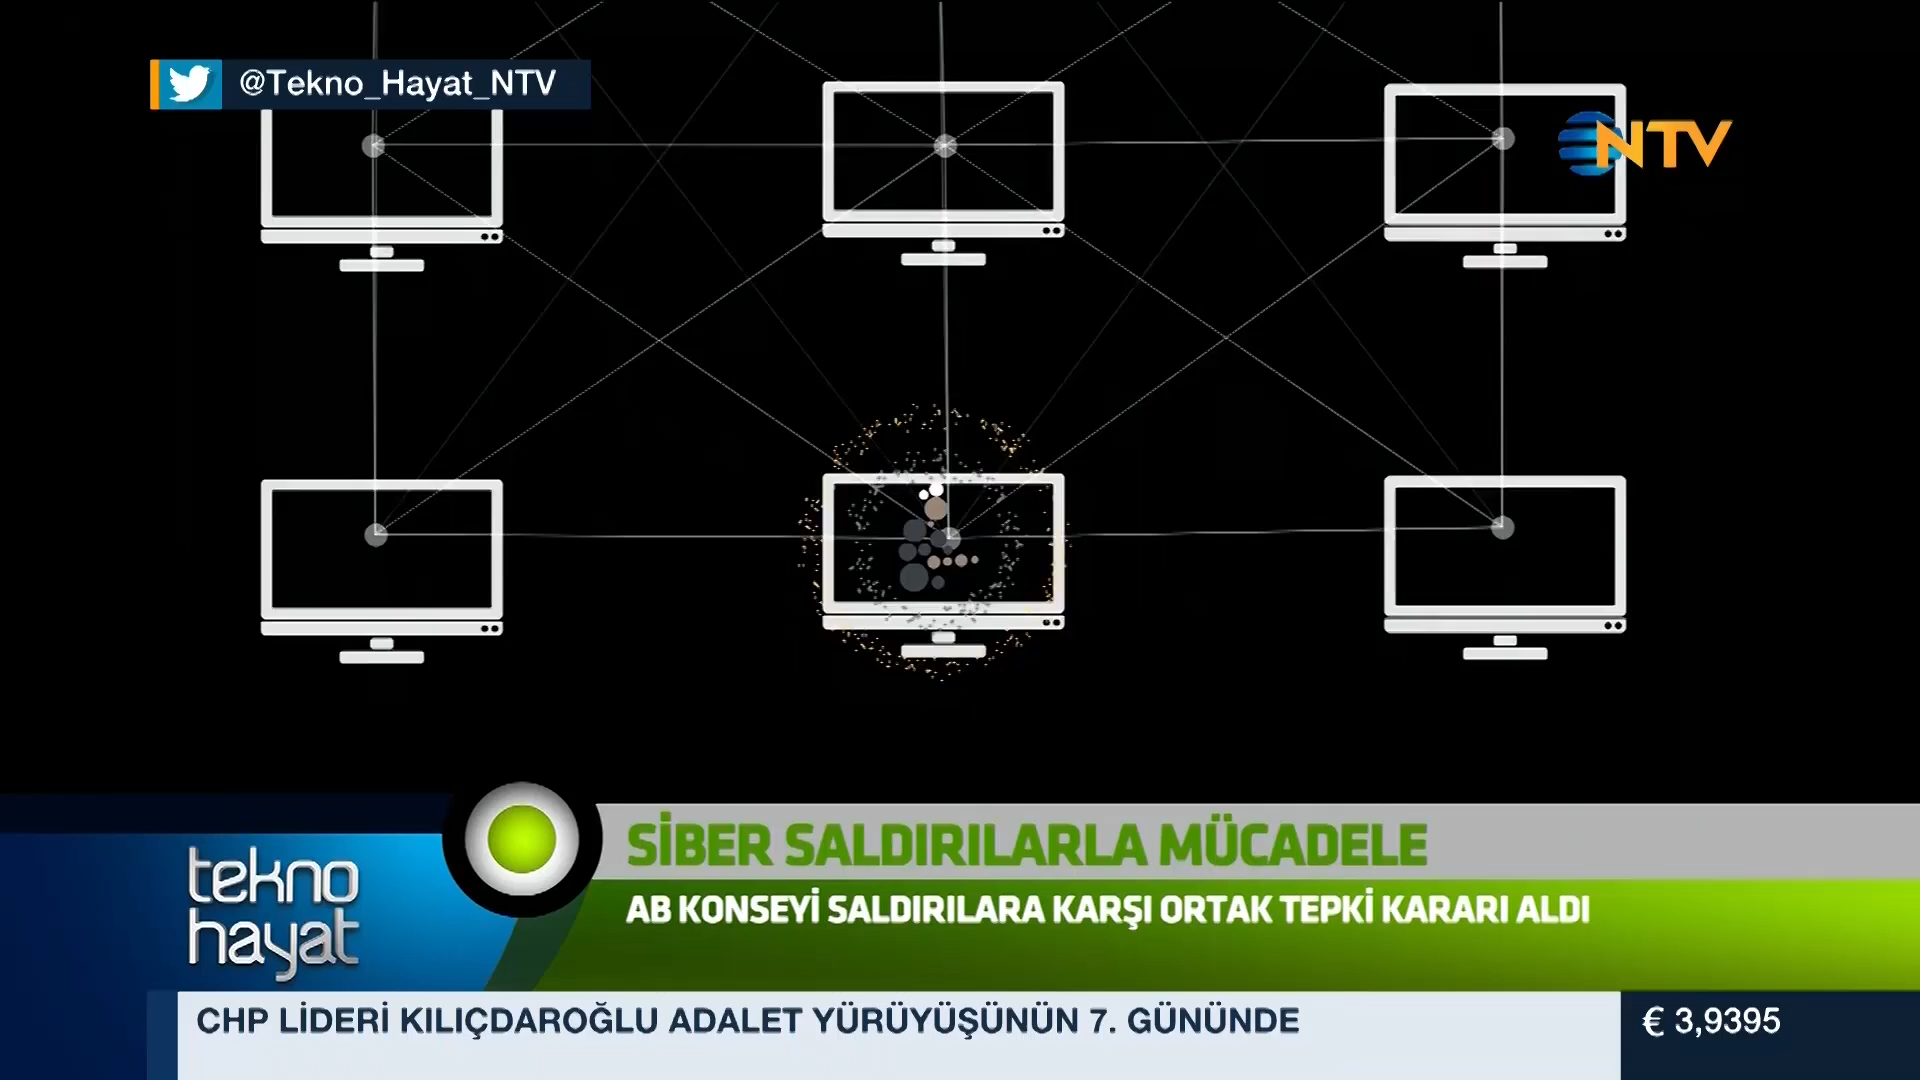 @Tekno_Hayat_NTV
NTV
SİBER SALDIRILARLA MÜCADELE
AB KONSEYİ SALDIRILARA KARŞI ORTAK TEPKİ KARARI ALDI
tekno
hayat
CHP LİDERİ KILIÇDAROĞLU ADALET YÜRÜYÜŞÜNÜN 7. GÜNÜNDE
€ 3,9395